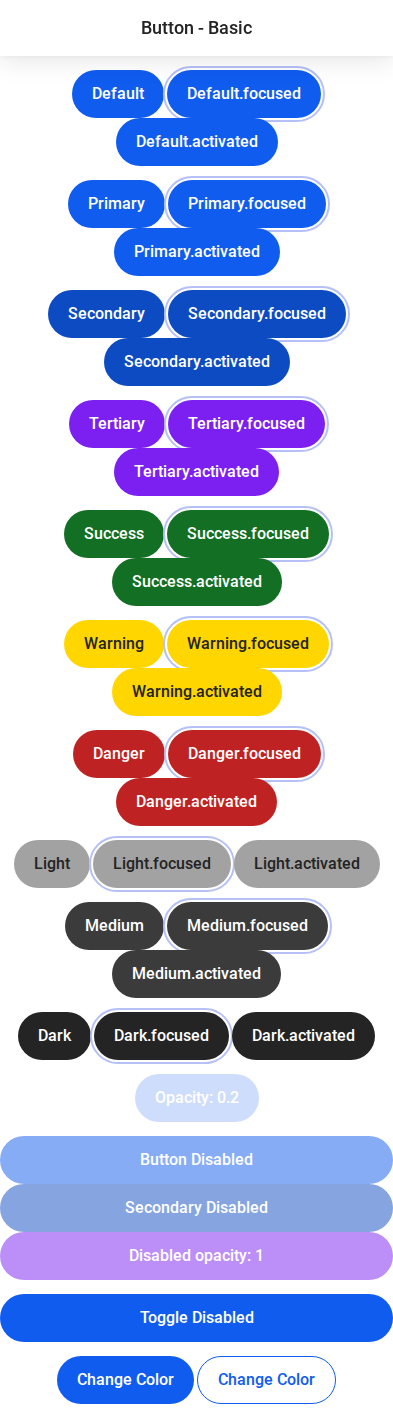 Button - Basic
Default Default.focused
Default.activated
Primary Primary.focused
Primary.activated
Secondary Secondary.focused
Secondary.activated
Tertiary Tertiary.focused
Tertiary.activated
Success Success.focused
Success.activated
Warning Warning.focused
Warning.activated
Danger Danger.focused
Danger.activated
Light Light.focused Light.activated
Medium Medium.focused
Medium.activated
Dark Dark.focused Dark.activated
Opacity: 0.2
Button Disabled
Secondary Disabled
Disabled opacity: 1
Toggle Disabled
Change Color Change Color